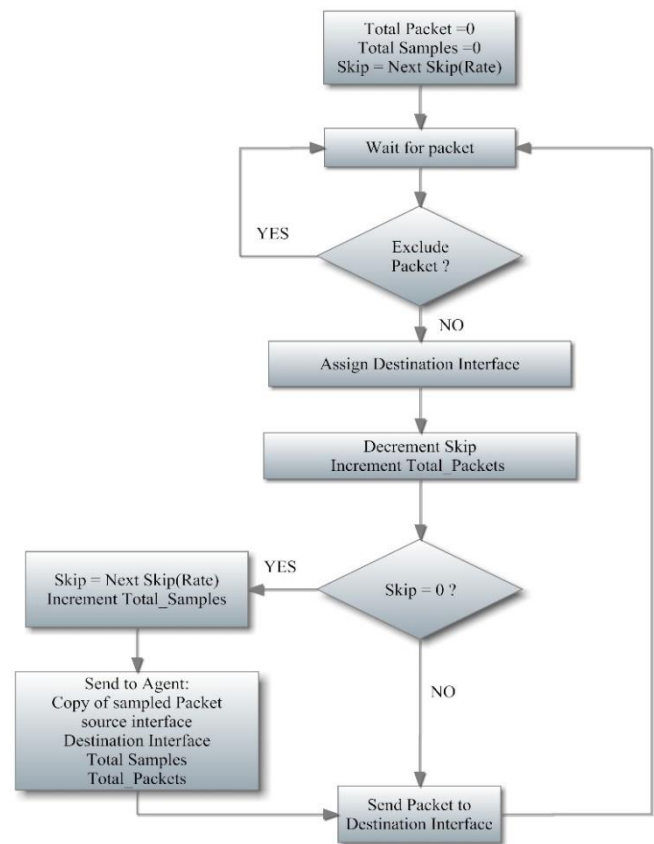 Total Packet =0
Total Samples =0
Skip = Next Skip(Rate)
Wait for packet
YES
Exclude
Packet ?
NO
Assign Destination Interface
Decrement Skip
Increment Total_Packets
YES
Skip = Next Skip(Rate)
Increment Total_Samples
Skip = 0 ?
Send to Agent:
Copy of sampled Packet
source interface
Destination Interface
Total Samples
Total_Packets
NO
Send Packet to
Destination Interface